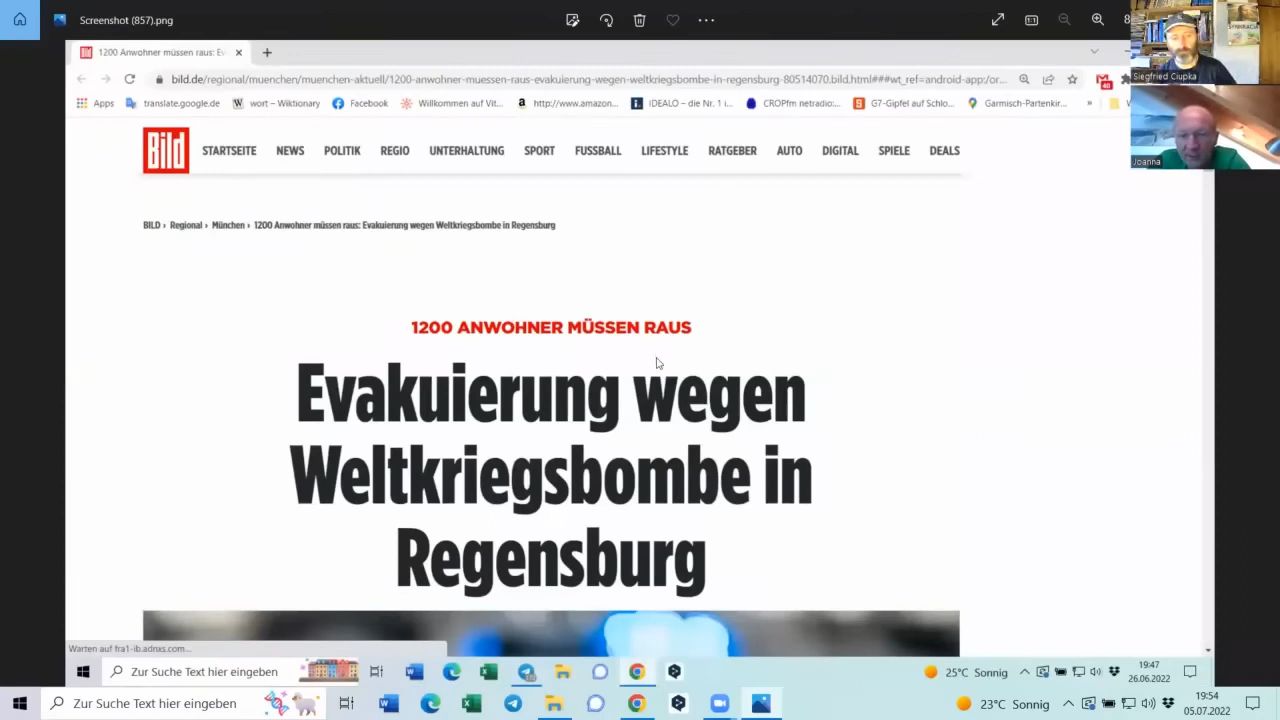 Screenshot (857).png
1200 Anwohner müssen raus: Ev
bild.de/regional/muenchen/muenchen-aktuell/1200-anwohner-muessen-raus-evakuierung-wegen-weltkriegsbombe-in-regensburg-80514070.bild.html###wt_ref=android-app:/or...
40
Apps translate.google.de wort – Wiktionary Facebook Willkommen auf Vit... http://www.amazon... IDEALO – die Nr. 1 i... CROPfm netradio:... G7-Gipfel auf Schlo... Garmisch-Partenkir... »
Siegfried Ciupka
Joanna
Bild STARTSEITE NEWS POLITIK REGIO UNTERHALTUNG SPORT FUSSBALL LIFESTYLE RATGEBER AUTO DIGITAL SPIELE DEALS
BILD › Regional › München › 1200 Anwohner müssen raus: Evakuierung wegen Weltkriegsbombe in Regensburg
1200 ANWOHNER MÜSSEN RAUS
Evakuierung wegen
Weltkriegsbombe in
Regensburg
Warten auf fra1-ib.adnxs.com...
Zur Suche Text hier eingeben 25°C Sonnig 19:47
26.06.2022
Zur Suche Text hier eingeben 23°C Sonnig 19:54
05.07.2022